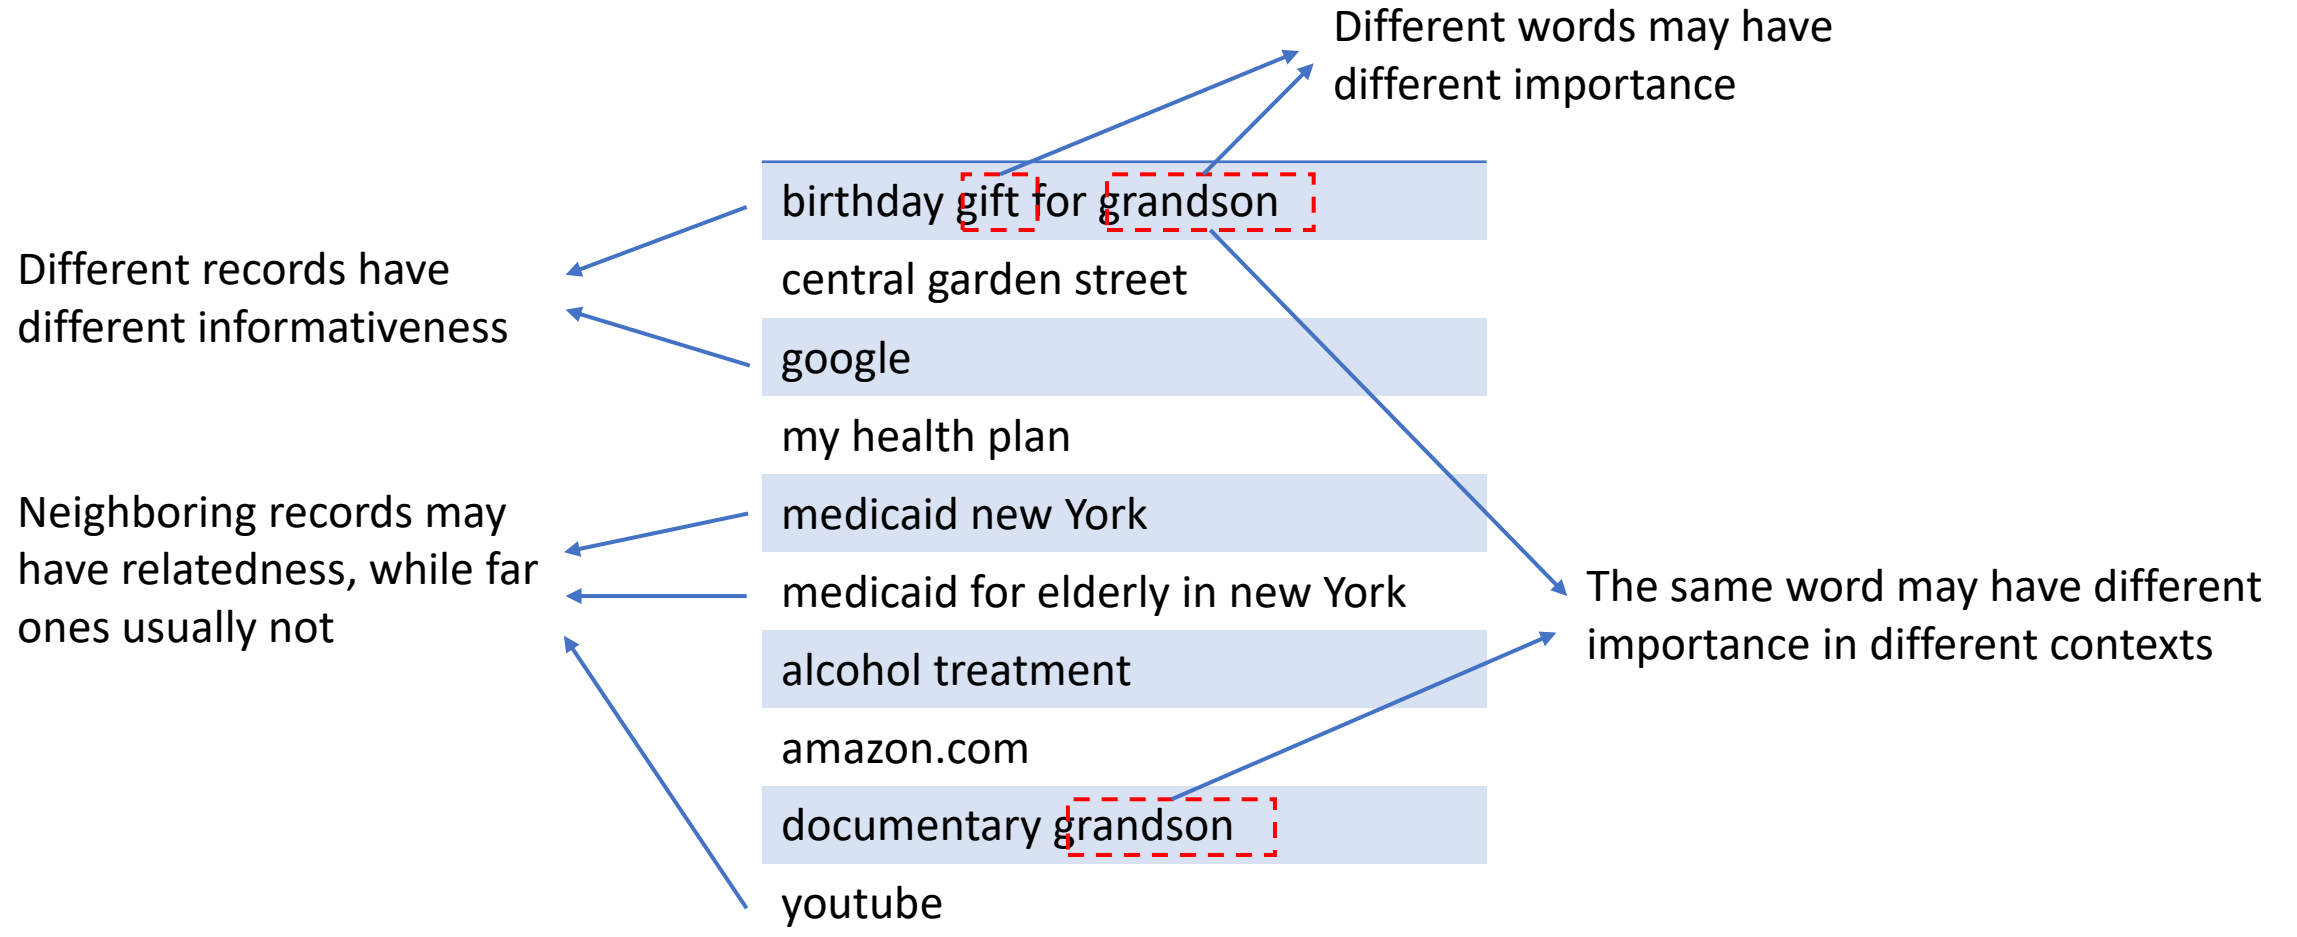 Different words may have
different importance
birthday gift for grandson
central garden street
google
my health plan
medicaid new York
medicaid for elderly in new York
alcohol treatment
amazon.com
documentary grandson
youtube
Different records have
different informativeness
Neighboring records may
have relatedness, while far
ones usually not
The same word may have different
importance in different contexts